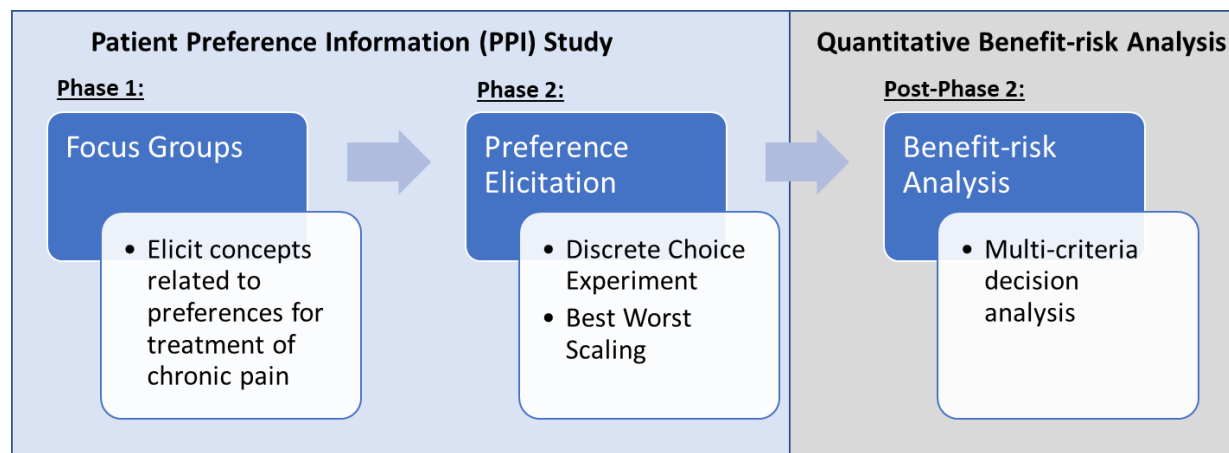 Patient Preference Information (PPI) Study
Phase 1:
Focus Groups
• Elicit concepts
related to
preferences for
treatment of
chronic pain
Phase 2:
Preference
Elicitation
• Discrete Choice
Experiment
• Best Worst
Scaling
Quantitative Benefit-risk Analysis
Post-Phase 2:
Benefit-risk
Analysis
• Multi-criteria
decision
analysis